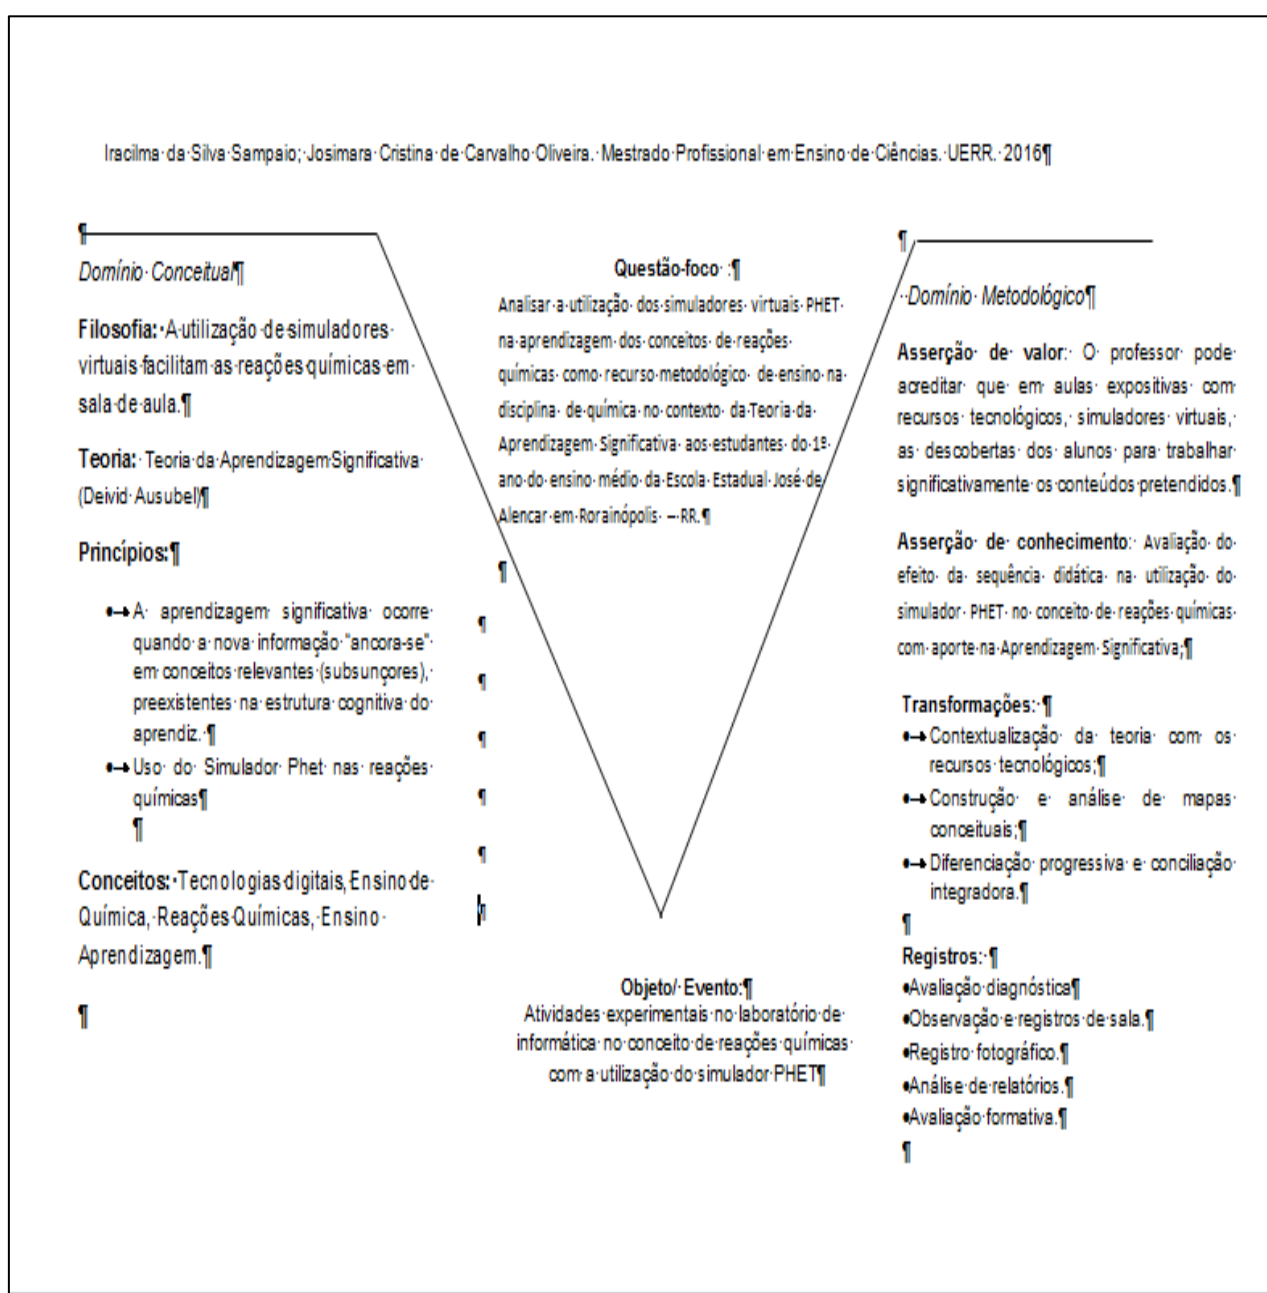 Iracilma da Silva Sampaio; Josimara Cristina de Carvalho Oliveira. Mestrado Profissional em Ensino de Ciências. UERR. 2016¶
¶
Domínio Conceitual¶
Filosofia: A utilização de simuladores
virtuais facilitam as reações químicas em
sala de aula.¶
Teoria: Teoria da Aprendizagem Significativa
(Deivid Ausubel)¶
Princípios:¶
•→A aprendizagem significativa ocorre
quando a nova informação "ancora-se"
em conceitos relevantes (subsunçores),
preexistentes na estrutura cognitiva do
aprendiz. ¶
•→Uso do Simulador Phet nas reações
químicas¶
¶
Conceitos: Tecnologias digitais, Ensino de
Química, Reações Químicas, Ensino
Aprendizagem.¶
¶
Questão-foco :¶
Analisar a utilização dos simuladores virtuais PHET
na aprendizagem dos conceitos de reações
químicas como recurso metodológico de ensino na
disciplina de química no contexto da Teoria da
Aprendizagem Significativa aos estudantes do 1º
ano do ensino médio da Escola Estadual José de
Alencar em Rorainópolis – RR.¶
¶
¶
¶
¶
¶
¶
¶
Objeto/ Evento:¶
Atividades experimentais no laboratório de
informática no conceito de reações químicas
com a utilização do simulador PHET¶
¶
Domínio Metodológico¶
Asserção de valor: O professor pode
acreditar que em aulas expositivas com
recursos tecnológicos, simuladores virtuais,
as descobertas dos alunos para trabalhar
significativamente os conteúdos pretendidos.¶
Asserção de conhecimento: Avaliação do
efeito da sequência didática na utilização do
simulador PHET no conceito de reações químicas
com aporte na Aprendizagem Significativa;¶
Transformações: ¶
•→Contextualização da teoria com os
recursos tecnológicos;¶
•→Construção e análise de mapas
conceituais;¶
•→Diferenciação progressiva e conciliação
integradora.¶
¶
Registros: ¶
•Avaliação diagnóstica¶
•Observação e registros de sala.¶
•Registro fotográfico.¶
•Análise de relatórios.¶
•Avaliação formativa.¶
¶